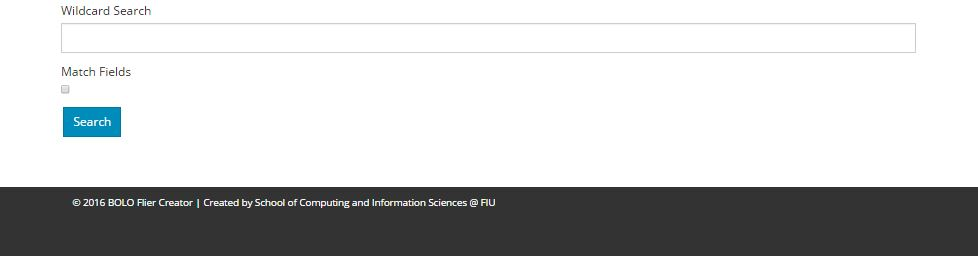 Wildcard Search
Match Fields
Search
© 2016 BOLO Flier Creator | Created by School of Computing and Information Sciences @ FIU